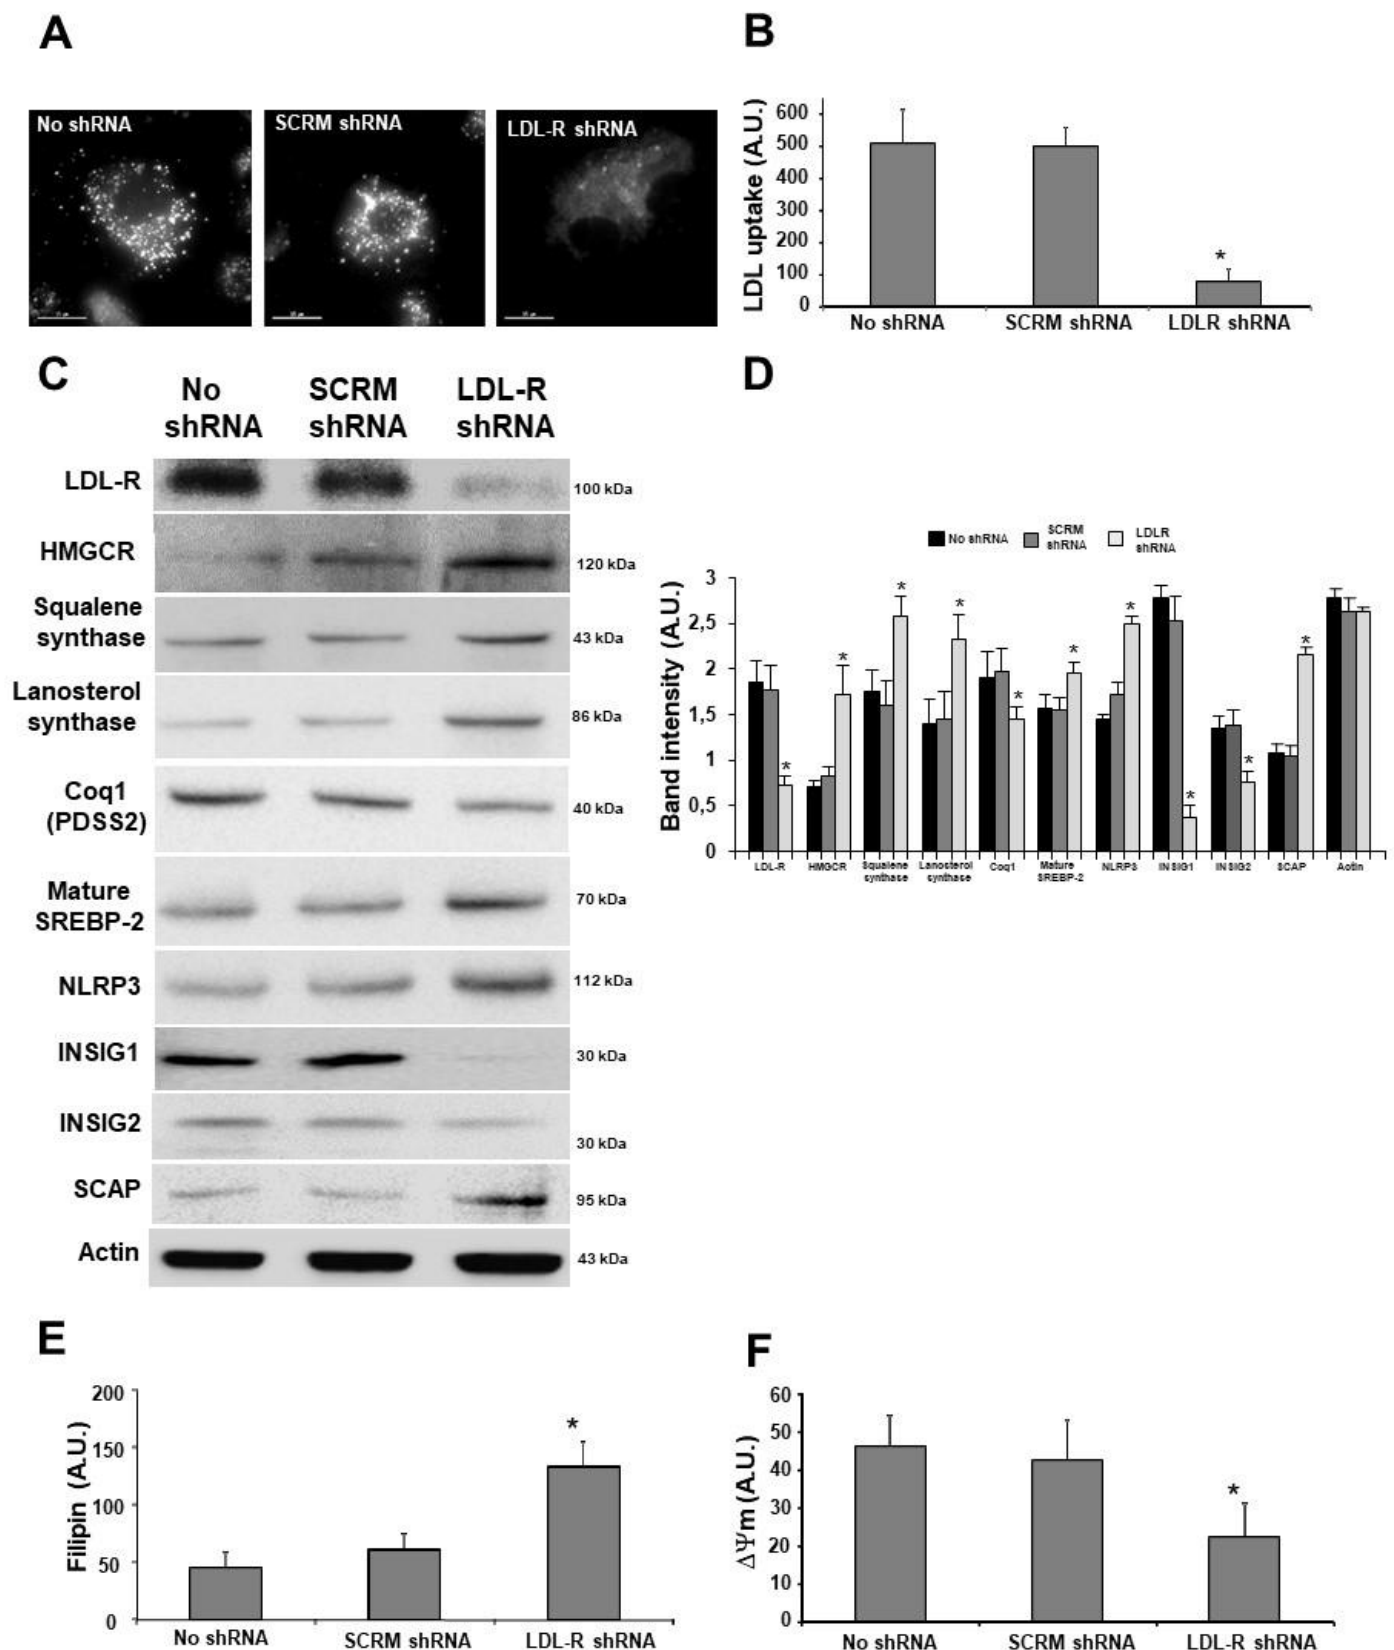 A
No shRNA
SCRM shRNA
LDL-R shRNA
B
LDL uptake (A.U.)
600
500
400
300
200
100
0
No shRNA
SCRM shRNA
LDLR shRNA
C
No shRNA
SCRM shRNA
LDL-R shRNA
LDL-R
100 kDa
HMGCR
120 kDa
Squalene
synthase
43 kDa
Lanosterol
synthase
86 kDa
Coq1
(PDSS2)
40 kDa
Mature
SREBP-2
70 kDa
NLRP3
112 kDa
INSIG1
30 kDa
INSIG2
30 kDa
SCAP
95 kDa
Actin
43 kDa
D
No shRNA
SCRM
shRNA
LDLR
shRNA
Band intensity (A.U.)
3
2,5
2
1,5
1
0,5
0
* * * * * * * * * *
LDL-R
HMGCR
Squalene
synthase
Lanosterol
synthase
Coq1
Mature
SREBP-2
NLRP3
INSIG1
INSIG2
SCAP
Actin
E
Filipin (A.U.)
200
150
100
50
0
*
No shRNA
SCRM shRNA
LDL-R shRNA
F
ΔΨm (A.U.)
60
50
40
30
20
10
0
*
No shRNA
SCRM shRNA
LDL-R shRNA